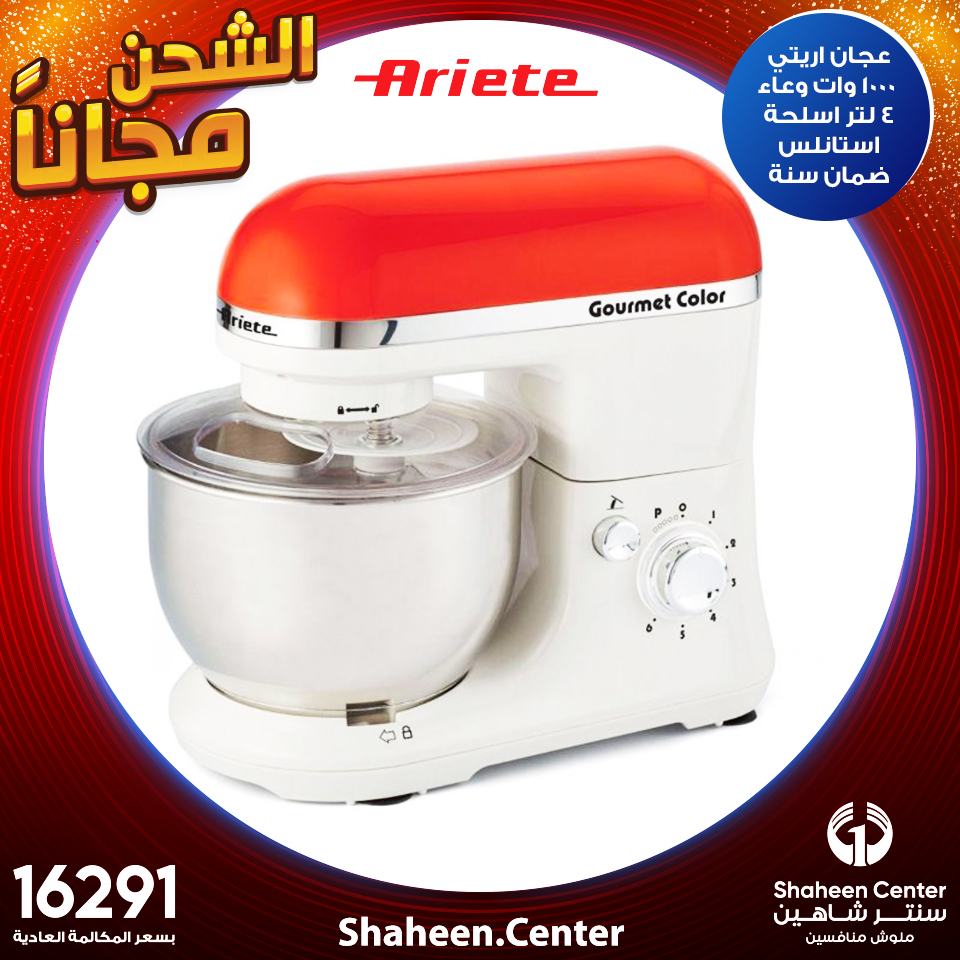 الشحن
مجاناً
Ariete
عجان اريتي
١٠٠٠ وات وعاء
٤ لتر اسلحة
استانلس
ضمان سنة
Gourmet Color
Ariete
P 0 1 2 3 4 5 6
16291
بسعر المكالمة العادية
Shaheen.Center
Shaheen Center
سنتر شاهين
ملوش منافسين